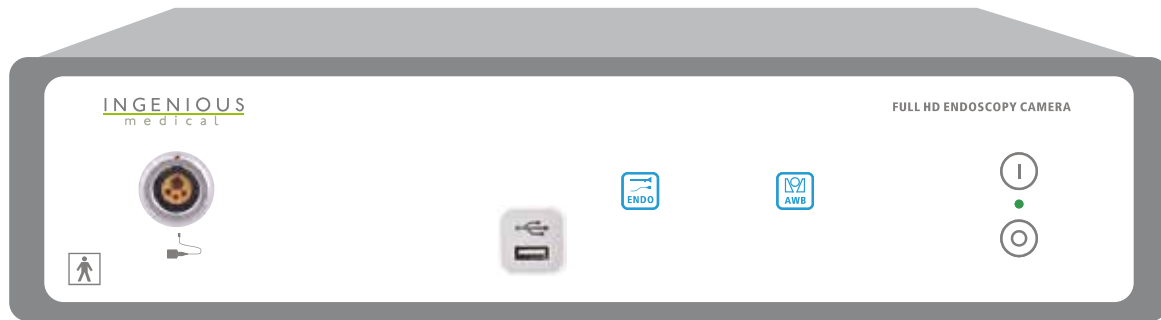 INGENIOUS
medical
FULL HD ENDOSCOPY CAMERA
ENDO
AWB